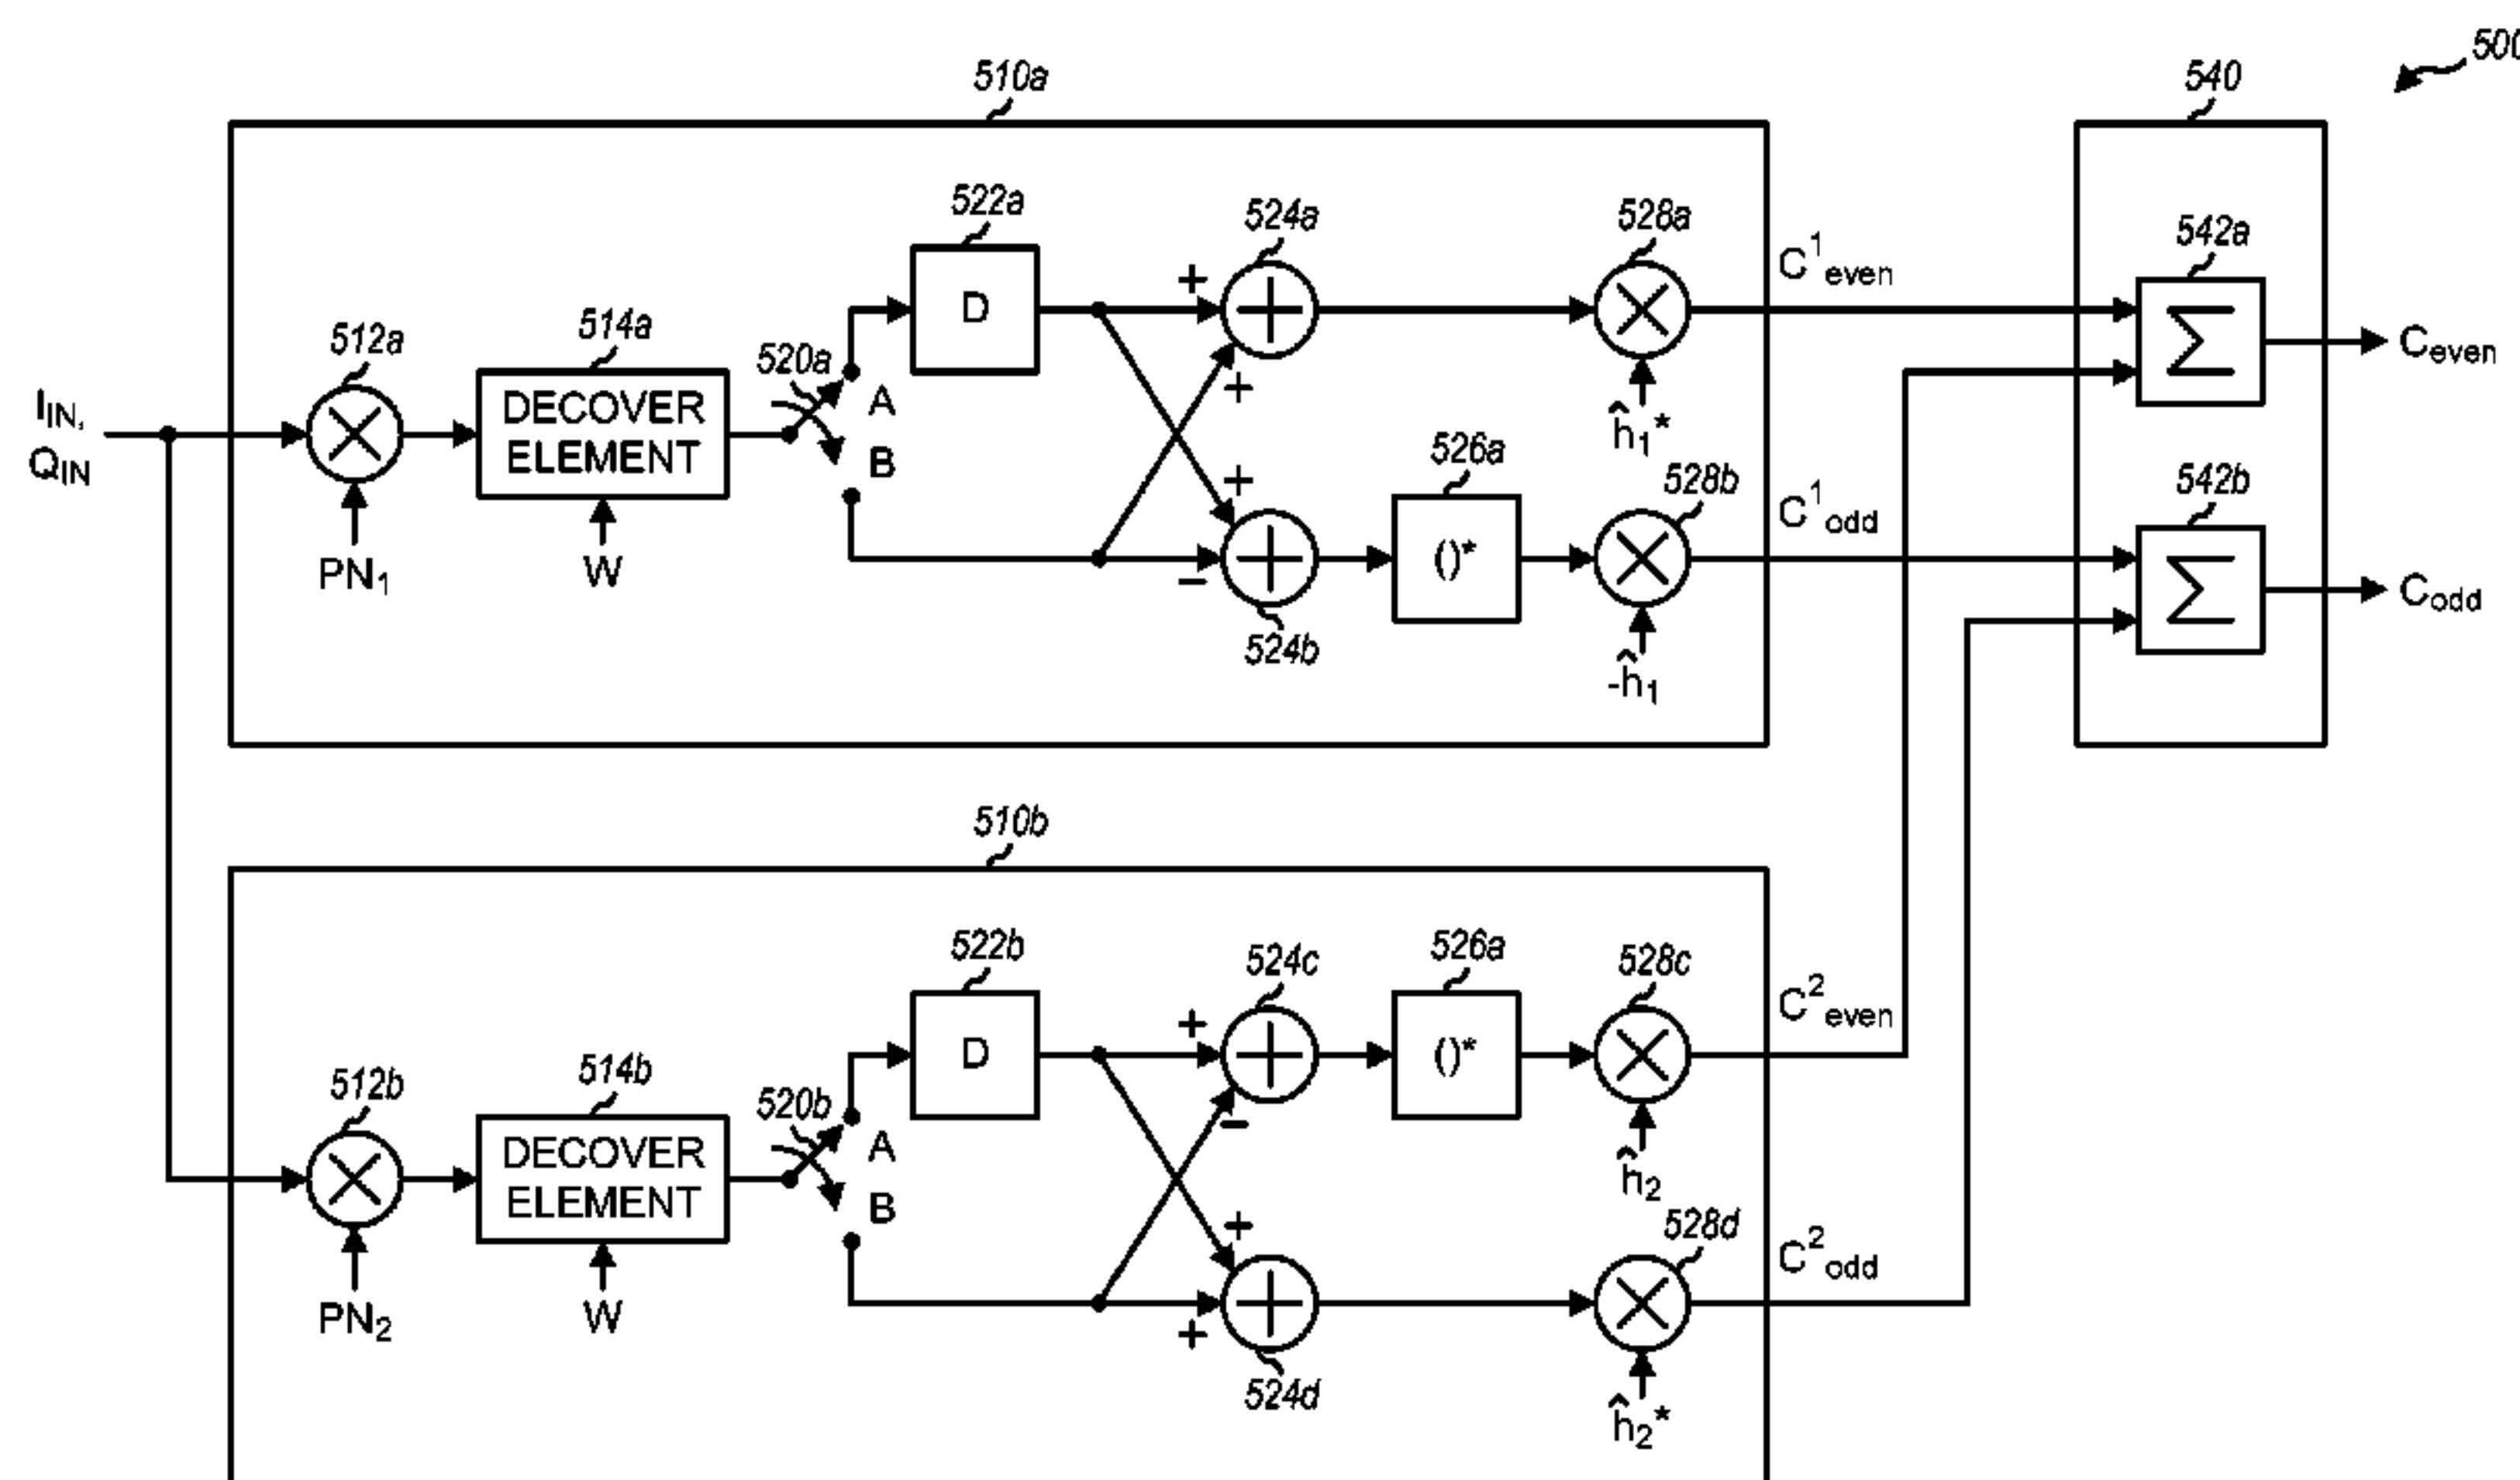 500
510a
540
522a
524a
528a
C¹even
542a
512a
514a
520a
D
+
+
A
B
IIN,
QIN
DECOVER
ELEMENT
Σ
Ceven
ĥ₁*
526a
528b
C¹odd
542b
PN₁
W
+
−
()*
Σ
Codd
524b
-ĥ₁
510b
522b
524c
526a
528c
C²even
512b
514b
520b
D
+
−
()*
A
B
DECOVER
ELEMENT
ĥ₂
528d
C²odd
PN₂
W
+
+
524d
ĥ₂*